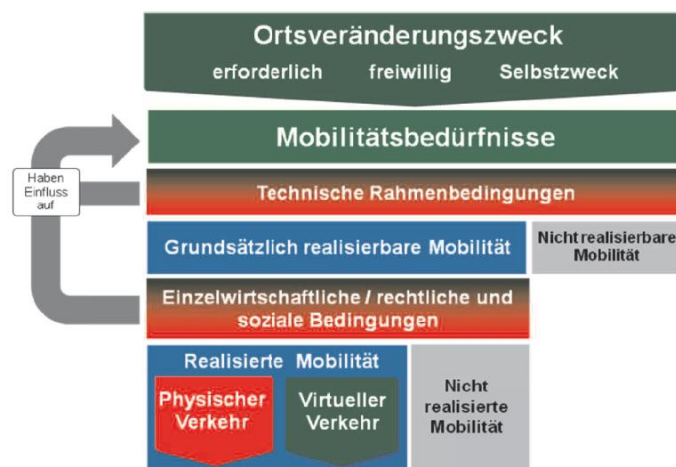 Ortsveränderungszweck
erforderlich freiwillig Selbstzweck
Mobilitätsbedürfnisse
Haben
Einfluss
auf
Technische Rahmenbedingungen
Grundsätzlich realisierbare Mobilität
Nicht realisierbare
Mobilität
Einzelwirtschaftliche / rechtliche und
soziale Bedingungen
Realisierte Mobilität
Physischer
Verkehr
Virtueller
Verkehr
Nicht
realisierte
Mobilität